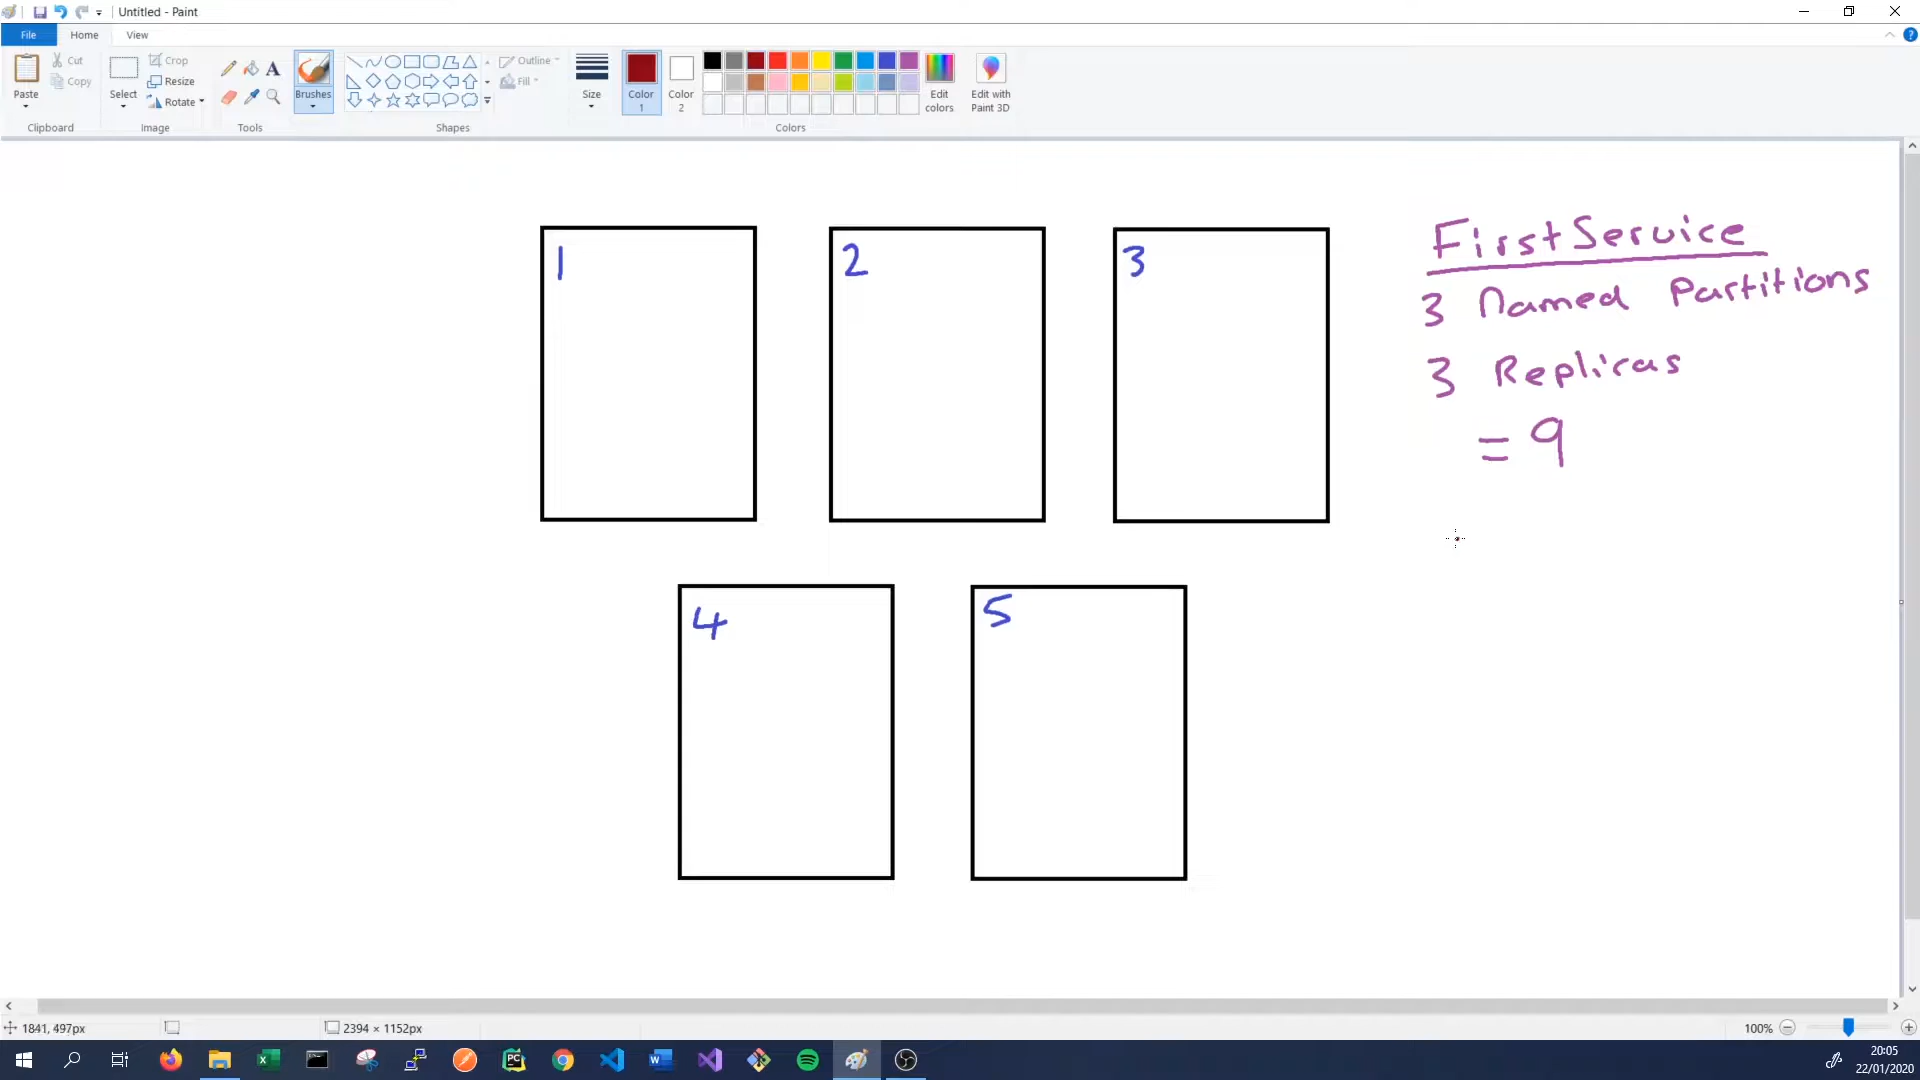 Untitled - Paint
File Home View
Paste
Cut
Copy
Clipboard
Select
Crop
Resize
Rotate
Image
Tools
Brushes
Shapes
Outline
Fill
Size
Color 1
Color 2
Edit colors
Edit with Paint 3D
Colors
1
2
3
4
5
FirstService
3 Named Partitions
3 Replicas
= 9
1841, 497px
2394 × 1152px
100%
20:05
22/01/2020